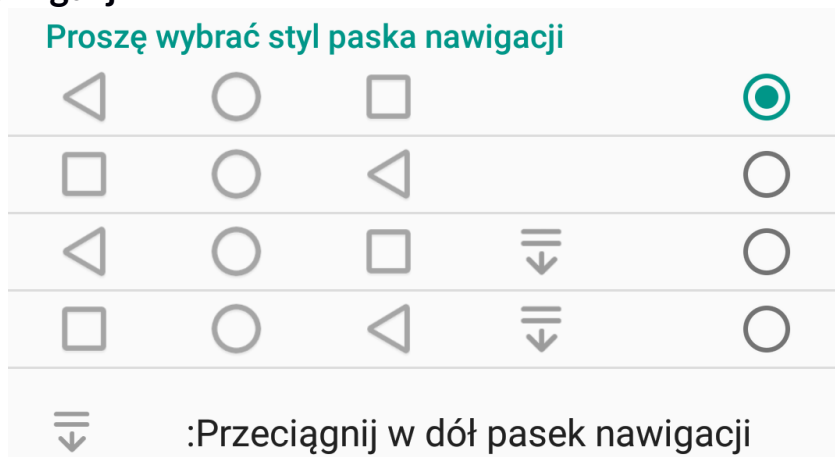 Proszę wybrać styl paska nawigacji
:Przeciągnij w dół pasek nawigacji